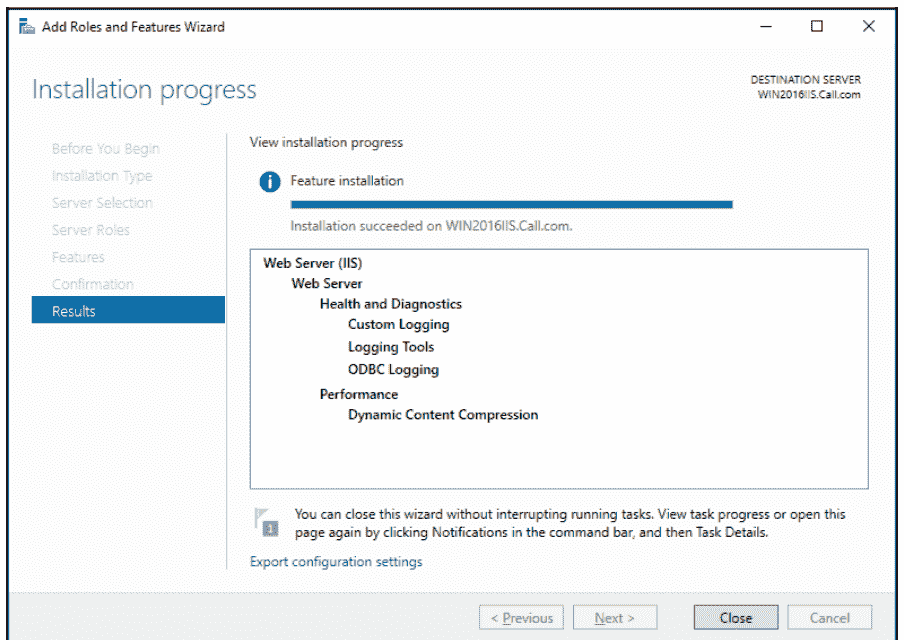 Add Roles and Features Wizard
Installation progress
DESTINATION SERVER
WIN2016IIS.Call.com
Before You Begin
Installation Type
Server Selection
Server Roles
Features
Confirmation
Results
View installation progress
Feature installation
Installation succeeded on WIN2016IIS.Call.com.
Web Server (IIS)
Web Server
Health and Diagnostics
Custom Logging
Logging Tools
ODBC Logging
Performance
Dynamic Content Compression
1
You can close this wizard without interrupting running tasks. View task progress or open this
page again by clicking Notifications in the command bar, and then Task Details.
Export configuration settings
< Previous
Next >
Close
Cancel